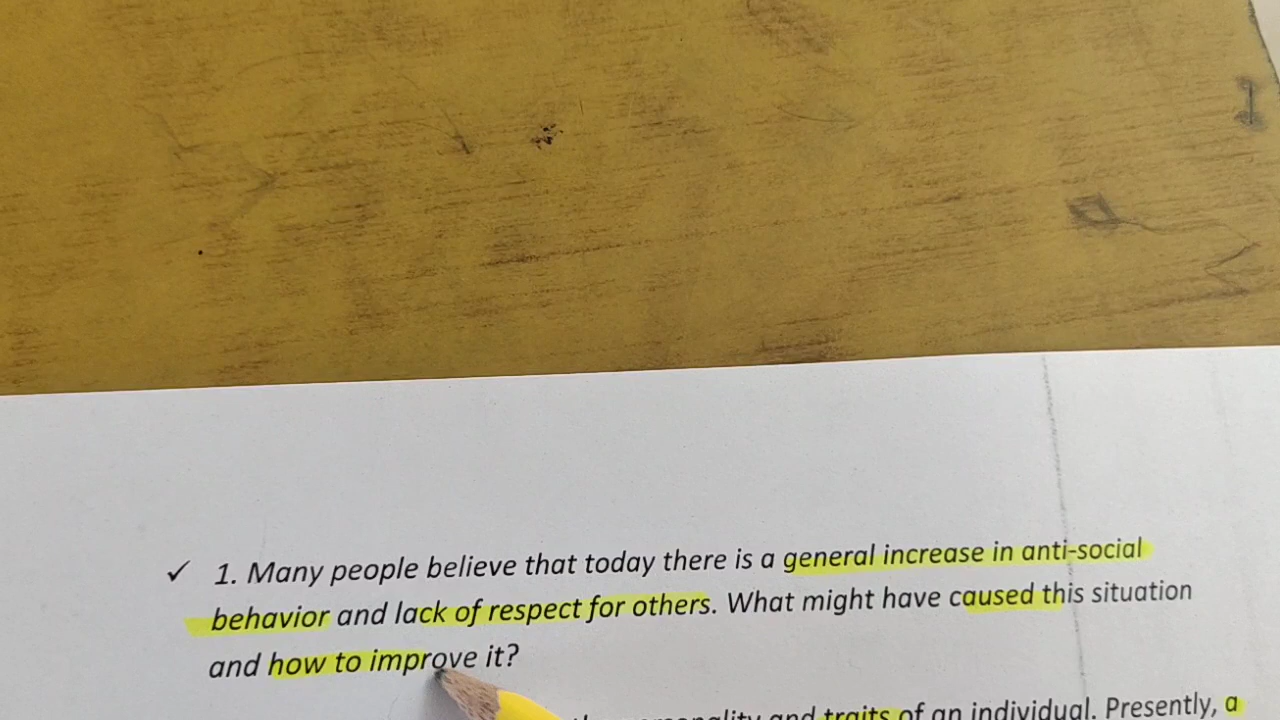 ✓ 1. Many people believe that today there is a general increase in anti-social
behavior and lack of respect for others. What might have caused this situation
and how to improve it?
and traits of an individual. Presently, a